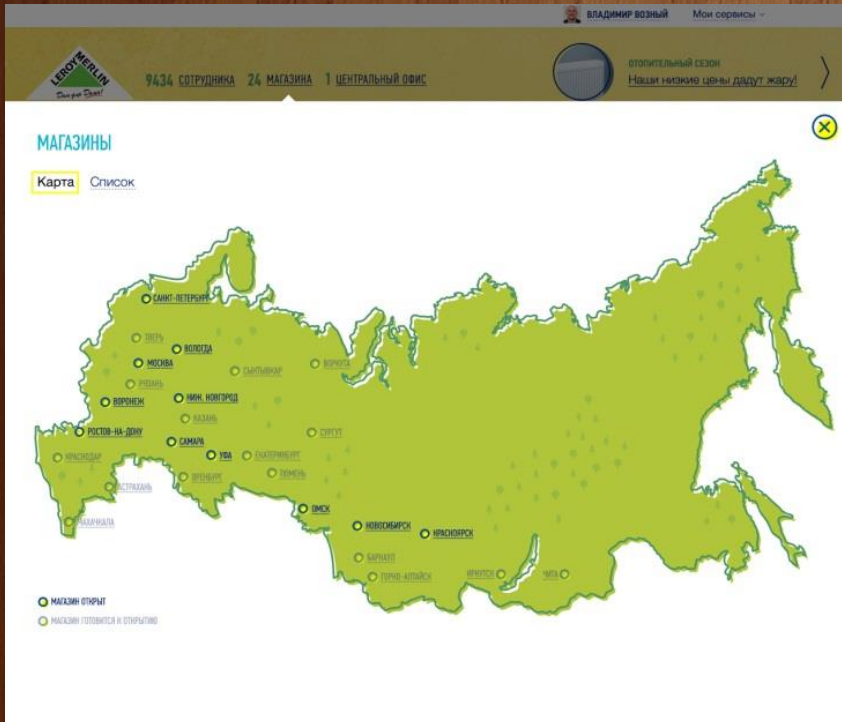 ВЛАДИМИР ВОЗНЫЙ Мои сервисы
LEROY MERLIN
Дом для Дома!
9434 СОТРУДНИКА 24 МАГАЗИНА 1 ЦЕНТРАЛЬНЫЙ ОФИС
ОТОПИТЕЛЬНЫЙ СЕЗОН
Наши низкие цены дадут жару!
МАГАЗИНЫ
Карта Список
САНКТ-ПЕТЕРБУРГ
ТВЕРЬ
ВОЛОГДА
МОСКВА
СЫКТЫВКАР
ВОРКУТА
РЯЗАНЬ
ВОРОНЕЖ
НИЖ. НОВГОРОД
КАЗАНЬ
РОСТОВ-НА-ДОНУ
САМАРА
СУРГУТ
КРАСНОДАР
УФА
ЕКАТЕРИНБУРГ
ОРЕНБУРГ
ТЮМЕНЬ
АСТРАХАНЬ
МАХАЧКАЛА
ОМСК
НОВОСИБИРСК
КРАСНОЯРСК
БАРНАУЛ
ГОРНО-АЛТАЙСК
ИРКУТСК
ЧИТА
МАГАЗИН ОТКРЫТ
МАГАЗИН ГОТОВИТСЯ К ОТКРЫТИЮ